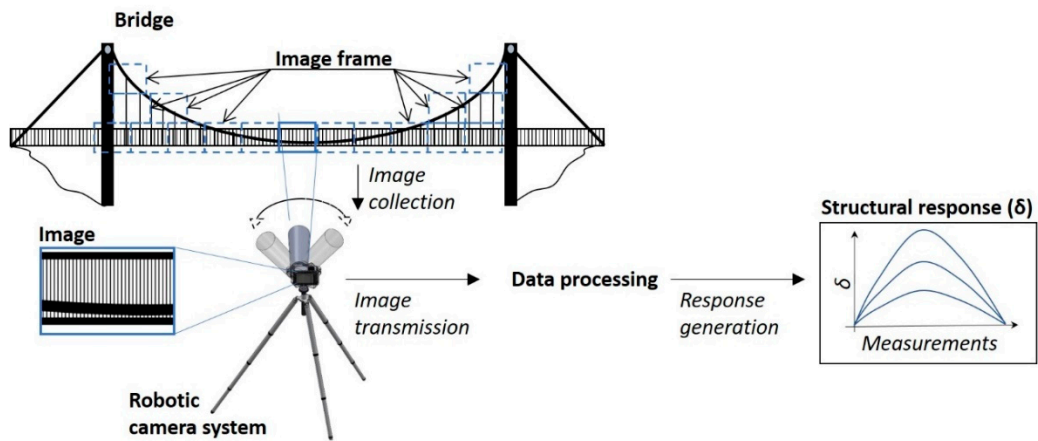 Bridge
Image frame
Image
collection
Structural response (δ)
Image
Image
transmission
Data processing
Response
generation
δ
Measurements
Robotic
camera system